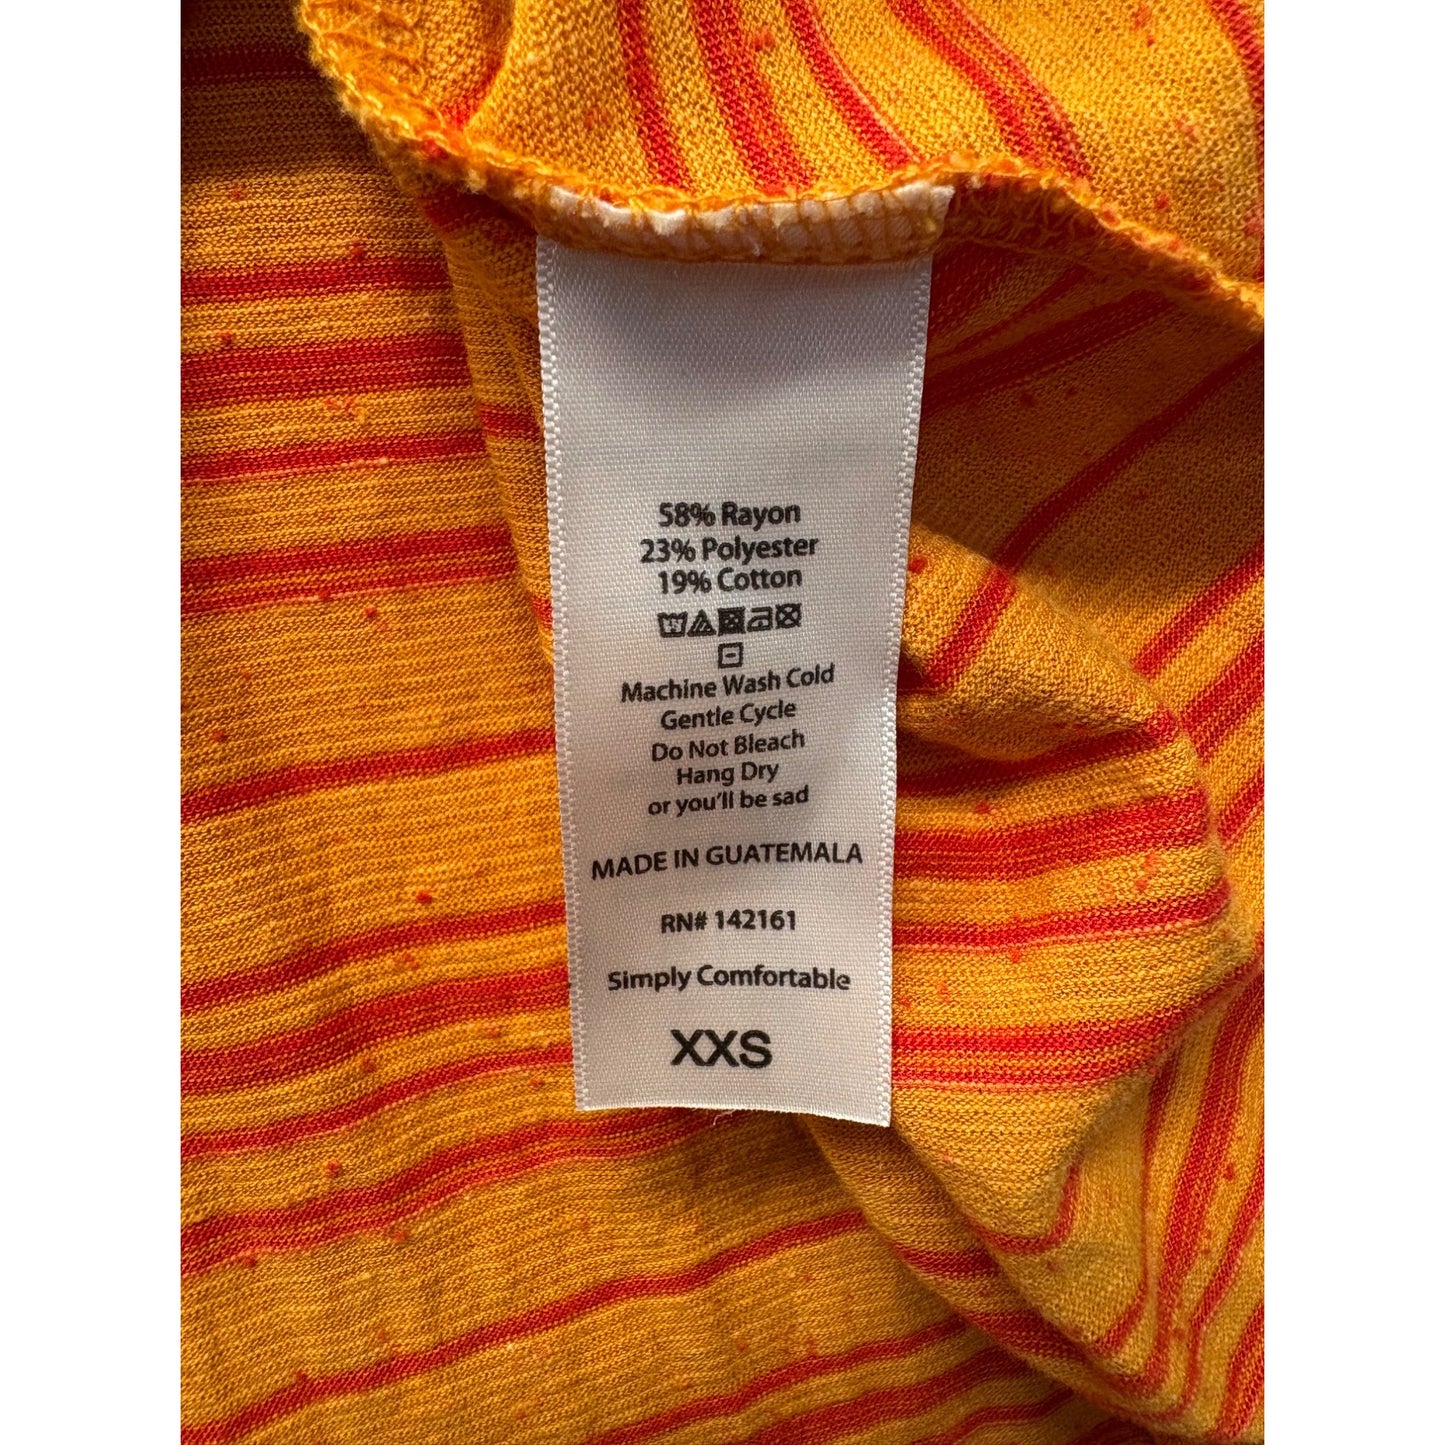 58% Rayon
23% Polyester
19% Cotton
Machine Wash Cold
Gentle Cycle
Do Not Bleach
Hang Dry
or you'll be sad
MADE IN GUATEMALA
RN# 142161
Simply Comfortable
XXS